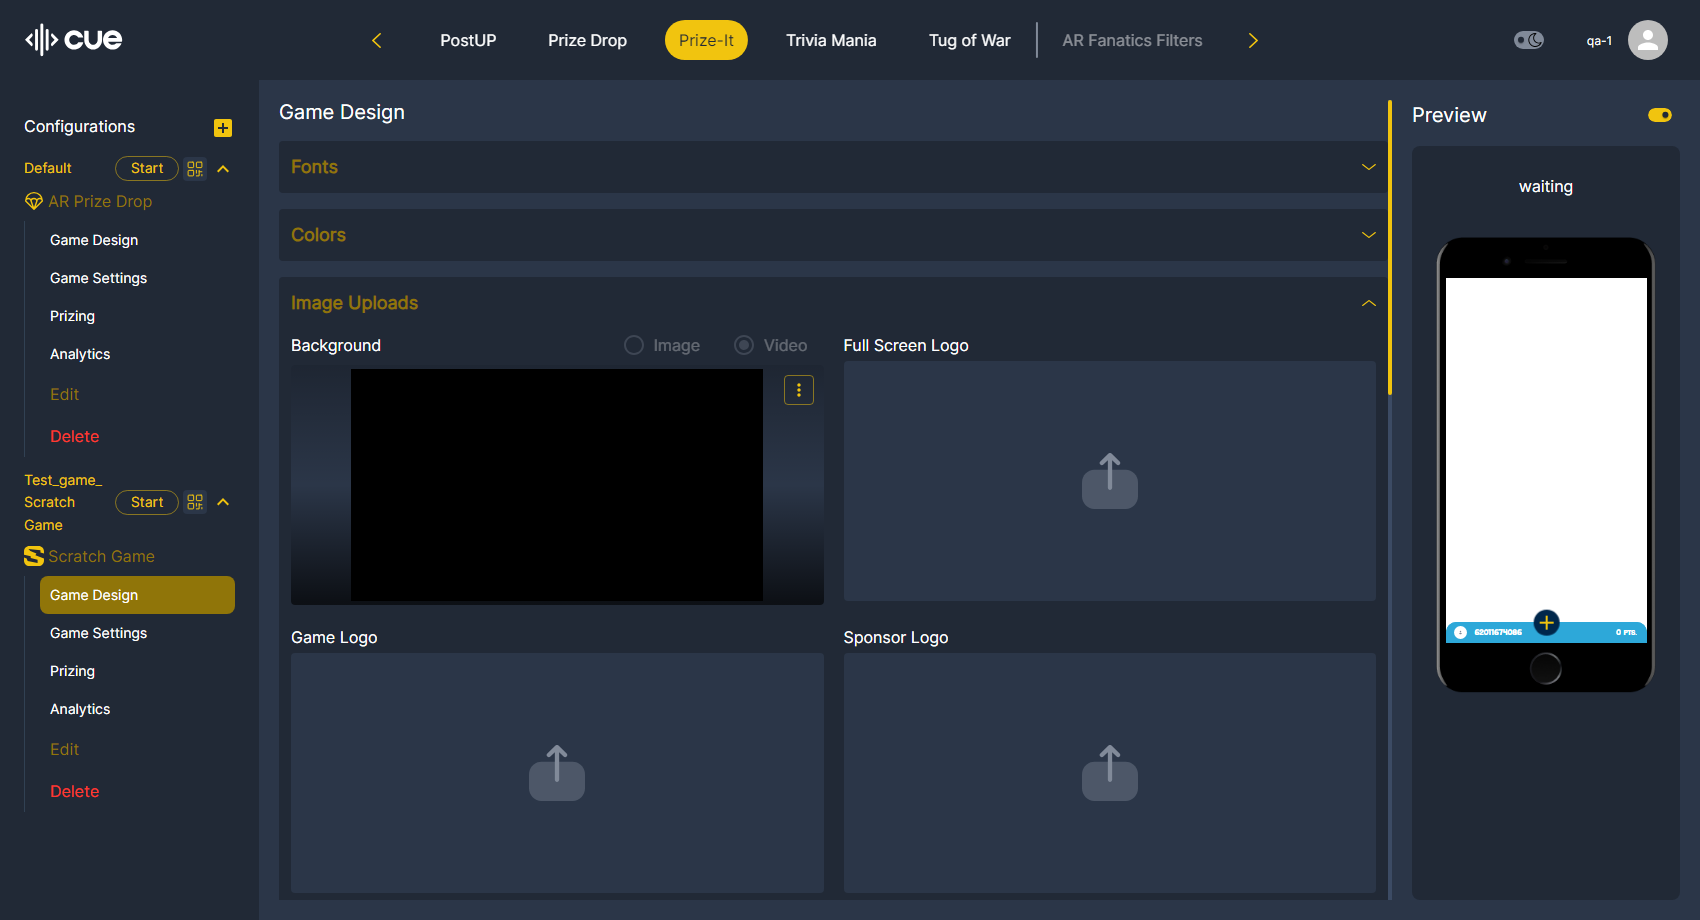 cue
PostUP
Prize Drop
Prize-It
Trivia Mania
Tug of War
AR Fanatics Filters
qa-1
Configurations
Default
Start
AR Prize Drop
Game Design
Game Settings
Prizing
Analytics
Edit
Delete
Test_game_
Scratch
Game
Start
Scratch Game
Game Design
Game Settings
Prizing
Analytics
Edit
Delete
Game Design
Fonts
Colors
Image Uploads
Background
Image
Video
Full Screen Logo
Game Logo
Sponsor Logo
Preview
waiting
62011674086
0 PTS.